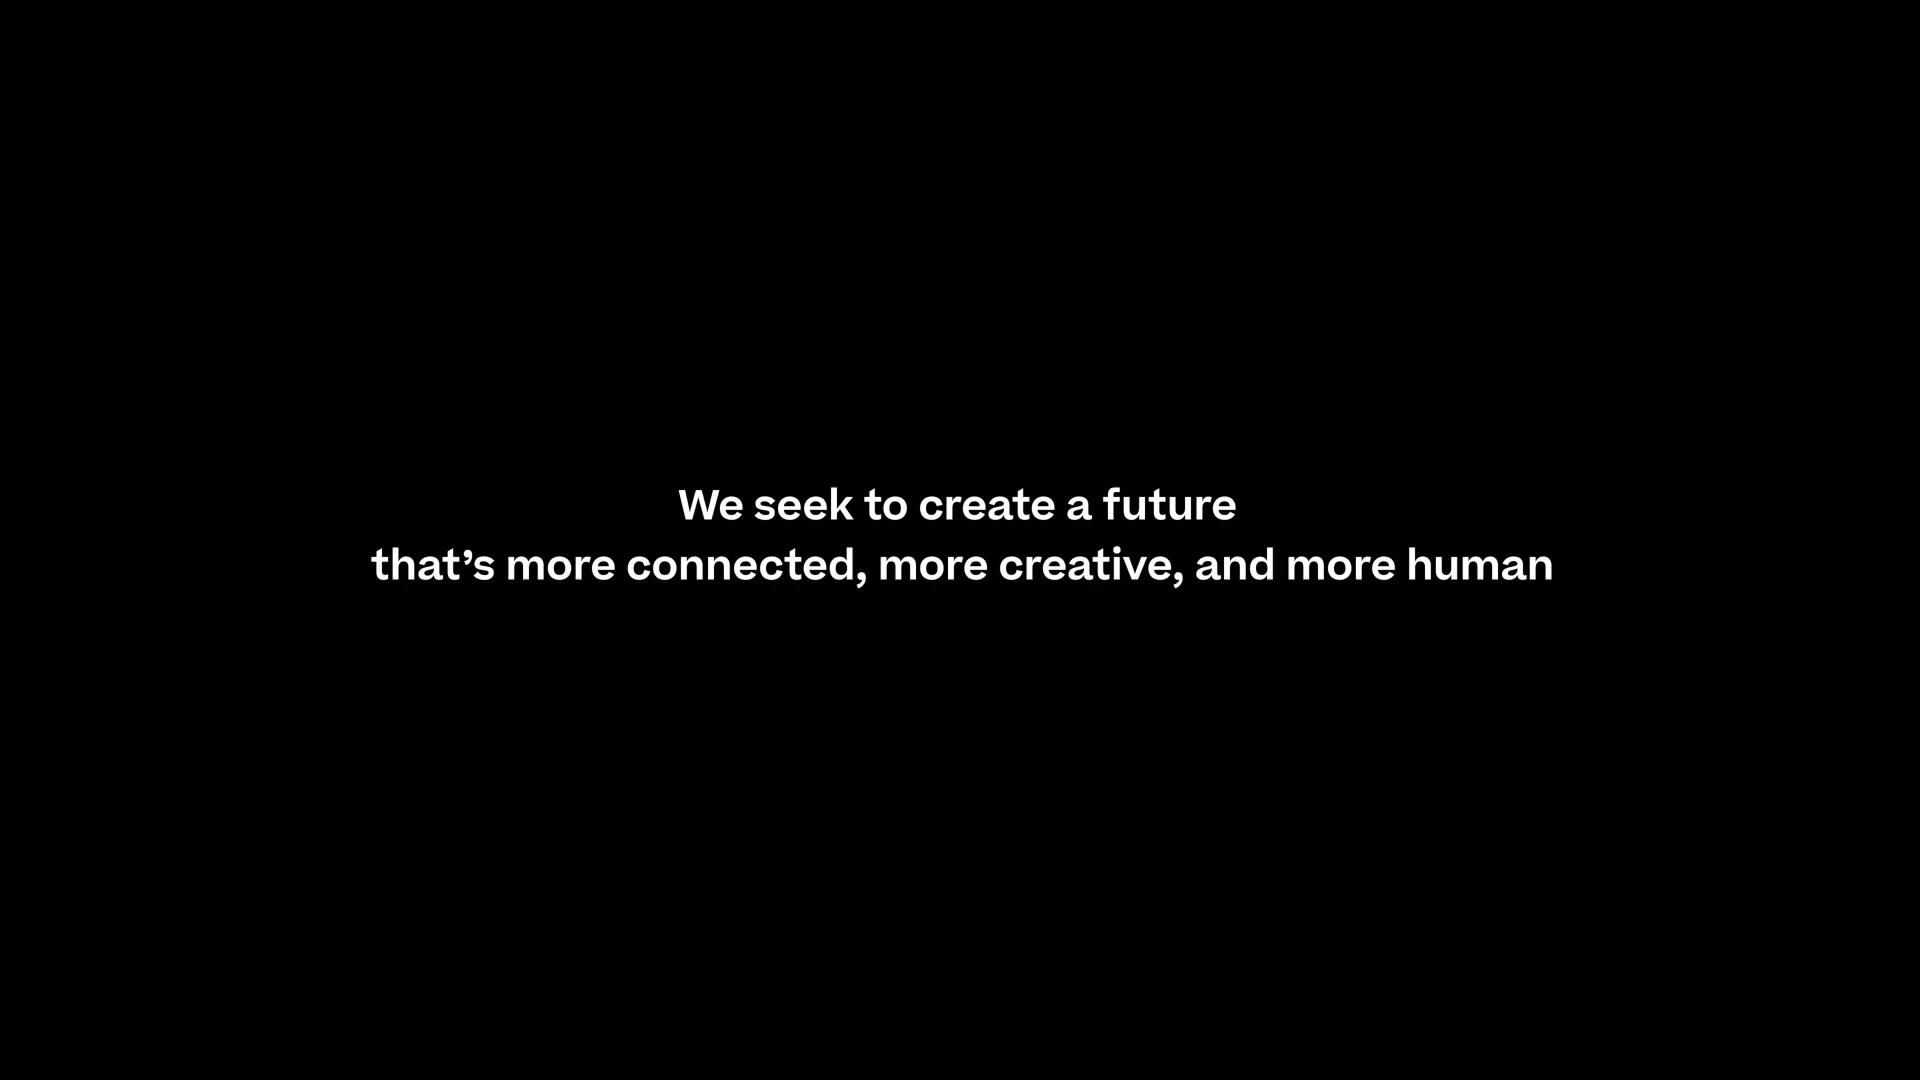 We seek to create a future
that’s more connected, more creative, and more human